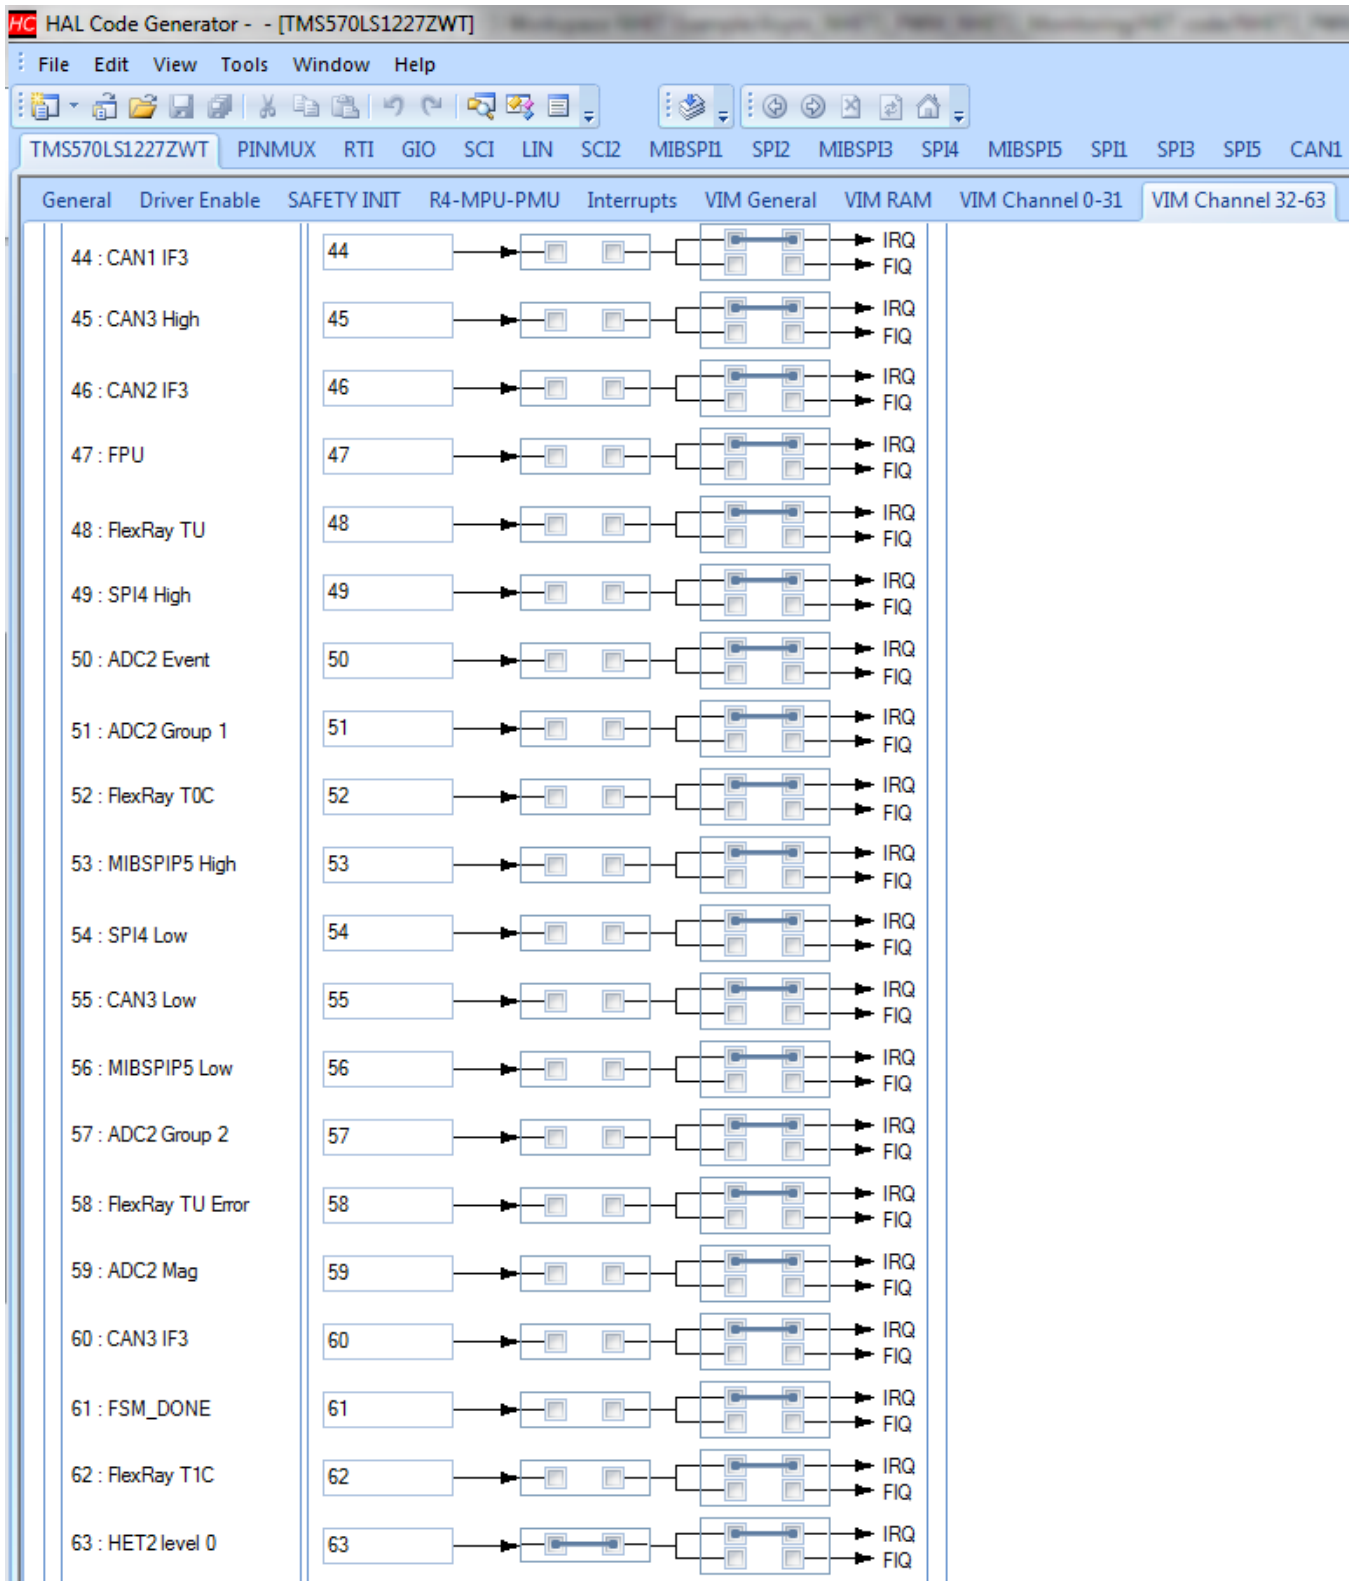 HC HAL Code Generator - - [TMS570LS1227ZWT]
File Edit View Tools Window Help
TMS570LS1227ZWT PINMUX RTI GIO SCI LIN SCI2 MIBSPI1 SPI2 MIBSPI3 SPI4 MIBSPI5 SPI1 SPI3 SPI5 CAN1
General Driver Enable SAFETY INIT R4-MPU-PMU Interrupts VIM General VIM RAM VIM Channel 0-31 VIM Channel 32-63
44 : CAN1 IF3 44 IRQ
FIQ
45 : CAN3 High 45 IRQ
FIQ
46 : CAN2 IF3 46 IRQ
FIQ
47 : FPU 47 IRQ
FIQ
48 : FlexRay TU 48 IRQ
FIQ
49 : SPI4 High 49 IRQ
FIQ
50 : ADC2 Event 50 IRQ
FIQ
51 : ADC2 Group 1 51 IRQ
FIQ
52 : FlexRay T0C 52 IRQ
FIQ
53 : MIBSPIP5 High 53 IRQ
FIQ
54 : SPI4 Low 54 IRQ
FIQ
55 : CAN3 Low 55 IRQ
FIQ
56 : MIBSPIP5 Low 56 IRQ
FIQ
57 : ADC2 Group 2 57 IRQ
FIQ
58 : FlexRay TU Error 58 IRQ
FIQ
59 : ADC2 Mag 59 IRQ
FIQ
60 : CAN3 IF3 60 IRQ
FIQ
61 : FSM_DONE 61 IRQ
FIQ
62 : FlexRay T1C 62 IRQ
FIQ
63 : HET2 level 0 63 IRQ
FIQ